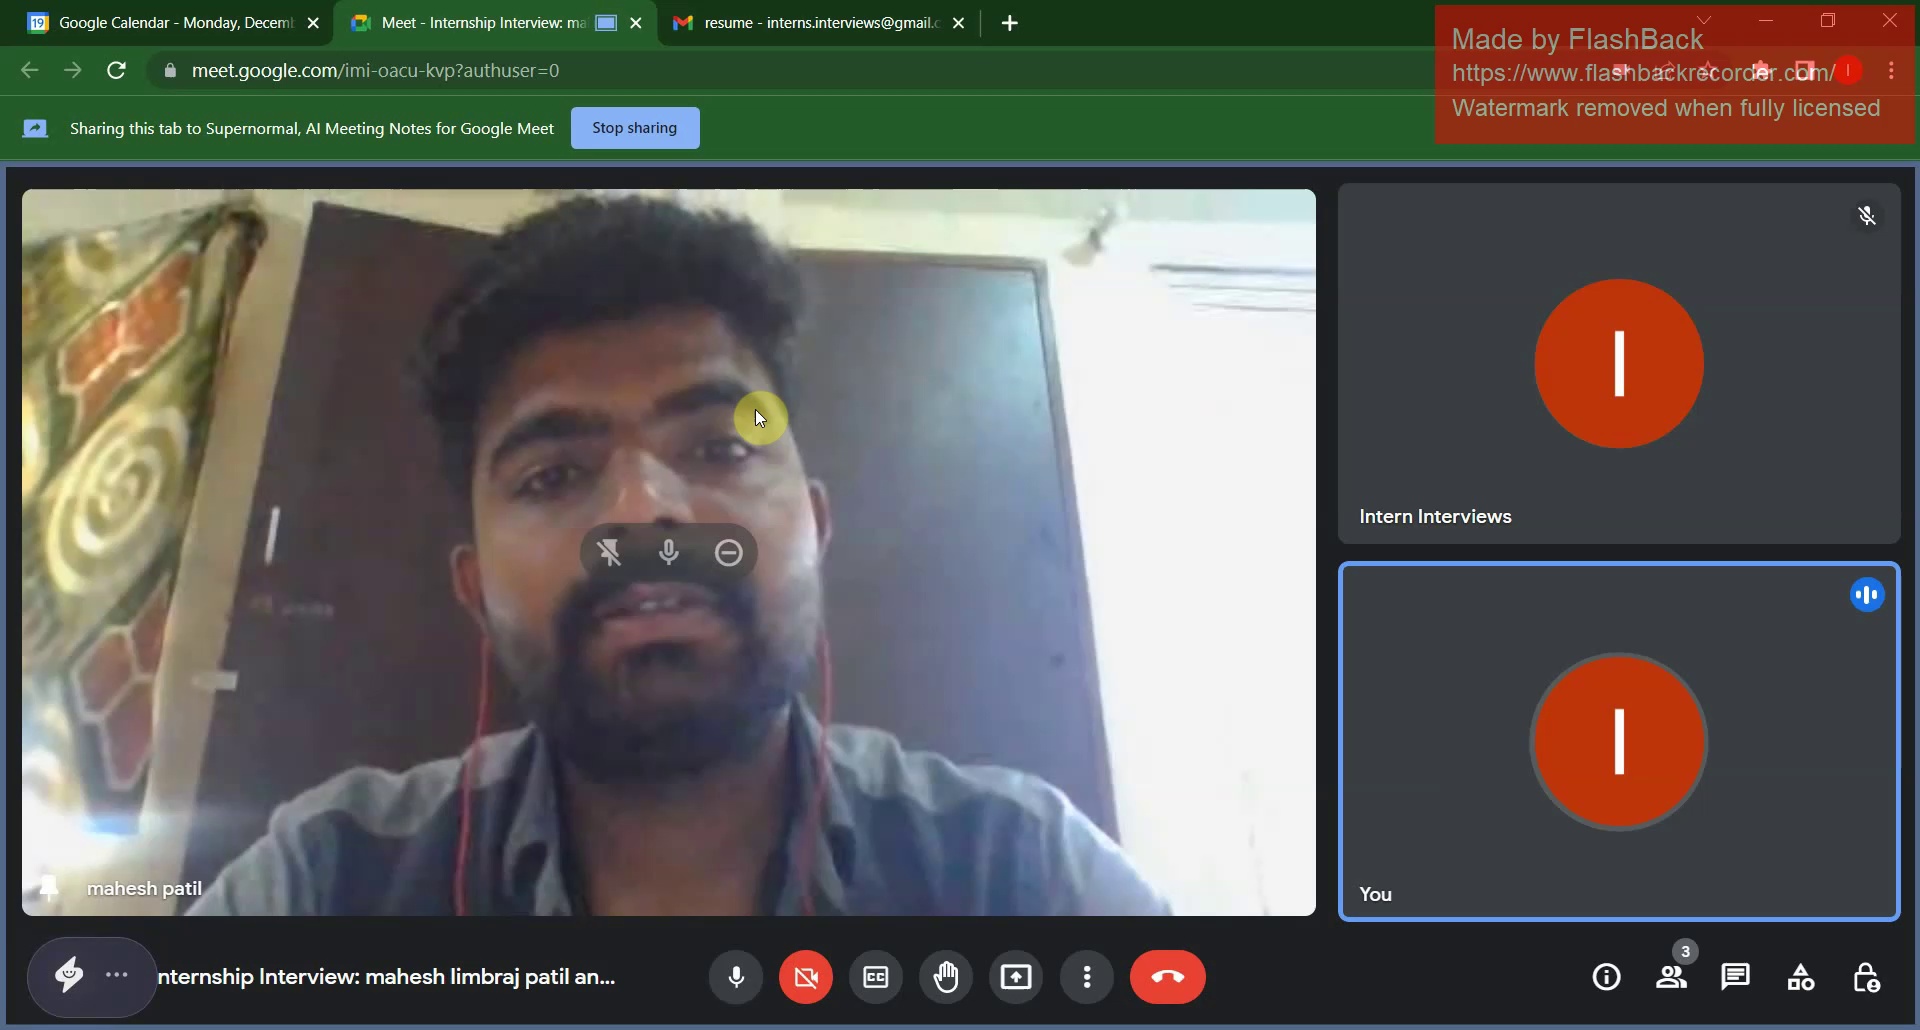 Google Calendar - Monday, Decem
Meet - Internship Interview: ma
resume - interns.interviews@gmail.c
Made by FlashBack
meet.google.com/imi-oacu-kvp?authuser=0
https://www.flashbackrecorder.com/
Watermark removed when fully licensed
Sharing this tab to Supernormal, AI Meeting Notes for Google Meet
Stop sharing
I
Intern Interviews
I
You
mahesh patil
nternship Interview: mahesh limbraj patil an...
CC
3